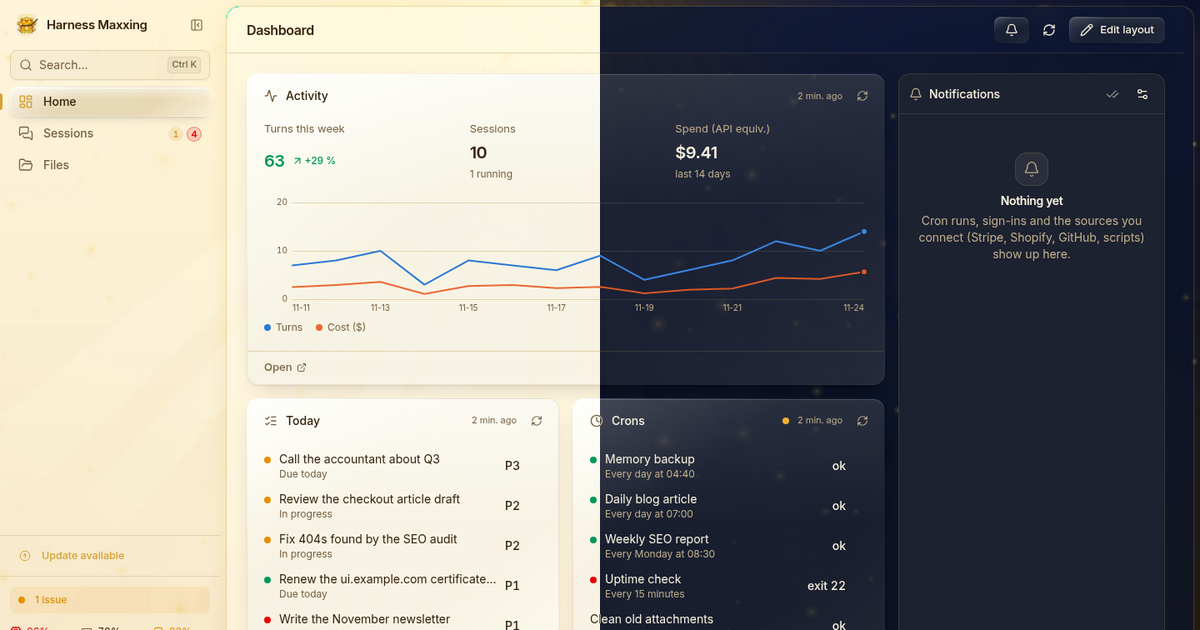 Harness Maxxing
Search...
Ctrl K
Home
Sessions
1
4
Files
Update available
1 issue
Dashboard
Edit layout
Activity
2 min. ago
Turns this week
63
+29 %
Sessions
10
1 running
Spend (API equiv.)
$9.41
last 14 days
20
10
0
11-11
11-13
11-15
11-17
11-19
11-21
11-24
Turns
Cost ($)
Open
Today
2 min. ago
Call the accountant about Q3
Due today
P3
Review the checkout article draft
In progress
P2
Fix 404s found by the SEO audit
In progress
P2
Renew the ui.example.com certificate...
Due today
P1
Write the November newsletter
P1
Crons
2 min. ago
Memory backup
Every day at 04:40
ok
Daily blog article
Every day at 07:00
ok
Weekly SEO report
Every Monday at 08:30
ok
Uptime check
Every 15 minutes
exit 22
Clean old attachments
ok
Notifications
Nothing yet
Cron runs, sign-ins and the sources you
connect (Stripe, Shopify, GitHub, scripts)
show up here.